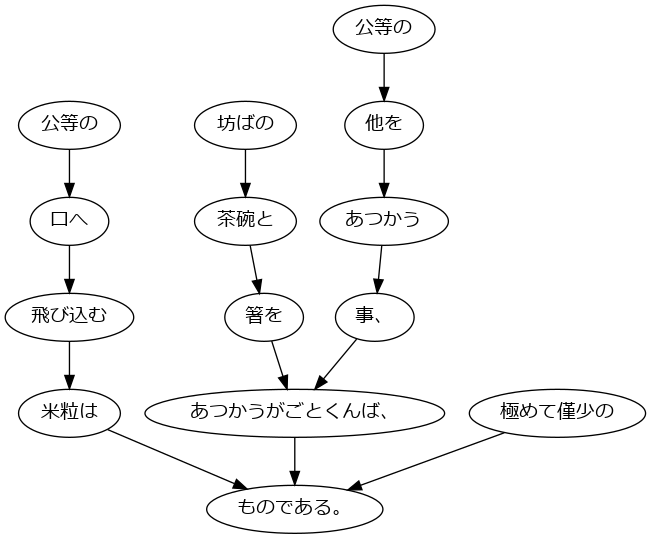 公等の
公等の
坊ばの
他を
口へ
茶碗と
あつかう
飛び込む
箸を
事、
米粒は
あつかうがごとくんば、
極めて僅少の
ものである。